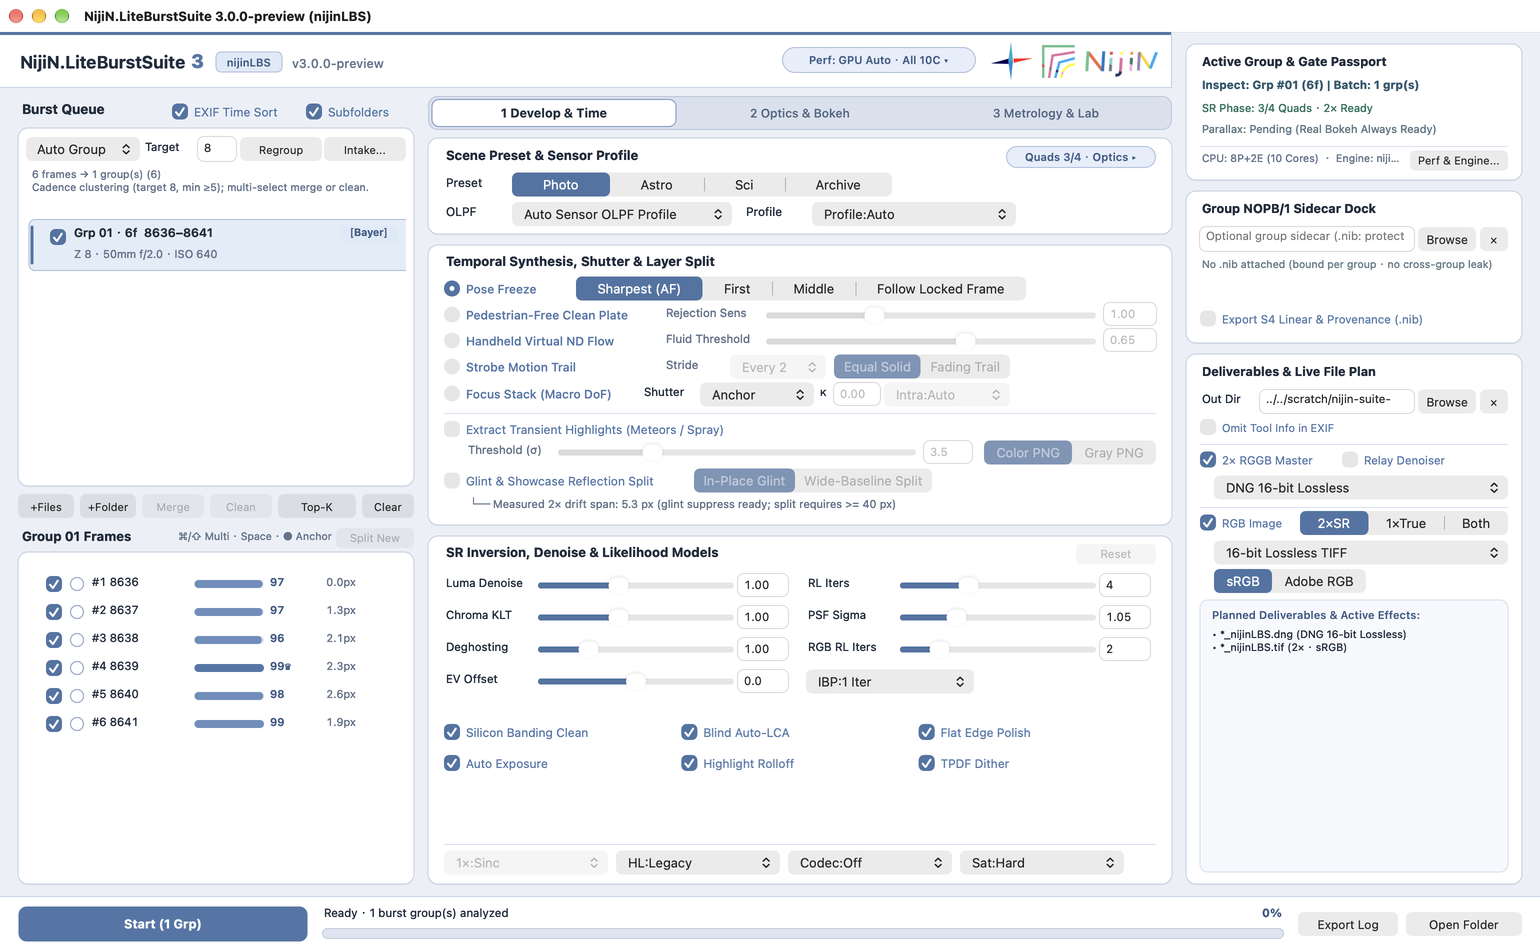 NijiN.LiteBurstSuite 3.0.0-preview (nijinLBS)
NijiN.LiteBurstSuite 3 nijinLBS v3.0.0-preview
Perf: GPU Auto · All 10C
NijiN
Burst Queue EXIF Time Sort Subfolders
Auto Group Target 8 Regroup Intake...
6 frames → 1 group(s) (6)
Cadence clustering (target 8, min ≥5); multi-select merge or clean.
Grp 01 · 6f 8636–8641 [Bayer]
Z 8 · 50mm f/2.0 · ISO 640
+Files +Folder Merge Clean Top-K Clear
Group 01 Frames ⌘/⇧ Multi · Space · ● Anchor Split New
#1 8636 97 0.0px
#2 8637 97 1.3px
#3 8638 96 2.1px
#4 8639 99♛ 2.3px
#5 8640 98 2.6px
#6 8641 99 1.9px
1 Develop & Time 2 Optics & Bokeh 3 Metrology & Lab
Scene Preset & Sensor Profile Quads 3/4 · Optics ▸
Preset Photo Astro Sci Archive
OLPF Auto Sensor OLPF Profile Profile Profile:Auto
Temporal Synthesis, Shutter & Layer Split
Pose Freeze Sharpest (AF) First Middle Follow Locked Frame
Pedestrian-Free Clean Plate Rejection Sens 1.00
Handheld Virtual ND Flow Fluid Threshold 0.65
Strobe Motion Trail Stride Every 2 Equal Solid Fading Trail
Focus Stack (Macro DoF) Shutter Anchor K 0.00 Intra:Auto
Extract Transient Highlights (Meteors / Spray)
Threshold (σ) 3.5 Color PNG Gray PNG
Glint & Showcase Reflection Split In-Place Glint Wide-Baseline Split
└─ Measured 2× drift span: 5.3 px (glint suppress ready; split requires >= 40 px)
SR Inversion, Denoise & Likelihood Models Reset
Luma Denoise 1.00 RL Iters 4
Chroma KLT 1.00 PSF Sigma 1.05
Deghosting 1.00 RGB RL Iters 2
EV Offset 0.0 IBP:1 Iter
Silicon Banding Clean Blind Auto-LCA Flat Edge Polish
Auto Exposure Highlight Rolloff TPDF Dither
1×:Sinc HL:Legacy Codec:Off Sat:Hard
Active Group & Gate Passport
Inspect: Grp #01 (6f) | Batch: 1 grp(s)
SR Phase: 3/4 Quads · 2× Ready
Parallax: Pending (Real Bokeh Always Ready)
CPU: 8P+2E (10 Cores) · Engine: niji... Perf & Engine...
Group NOPB/1 Sidecar Dock
Optional group sidecar (.nib: protect Browse ×
No .nib attached (bound per group · no cross-group leak)
Export S4 Linear & Provenance (.nib)
Deliverables & Live File Plan
Out Dir ../../scratch/nijin-suite- Browse ×
Omit Tool Info in EXIF
2× RGGB Master Relay Denoiser
DNG 16-bit Lossless
RGB Image 2×SR 1×True Both
16-bit Lossless TIFF
sRGB Adobe RGB
Planned Deliverables & Active Effects:
• *_nijinLBS.dng (DNG 16-bit Lossless)
• *_nijinLBS.tif (2× · sRGB)
Start (1 Grp) Ready · 1 burst group(s) analyzed 0% Export Log Open Folder